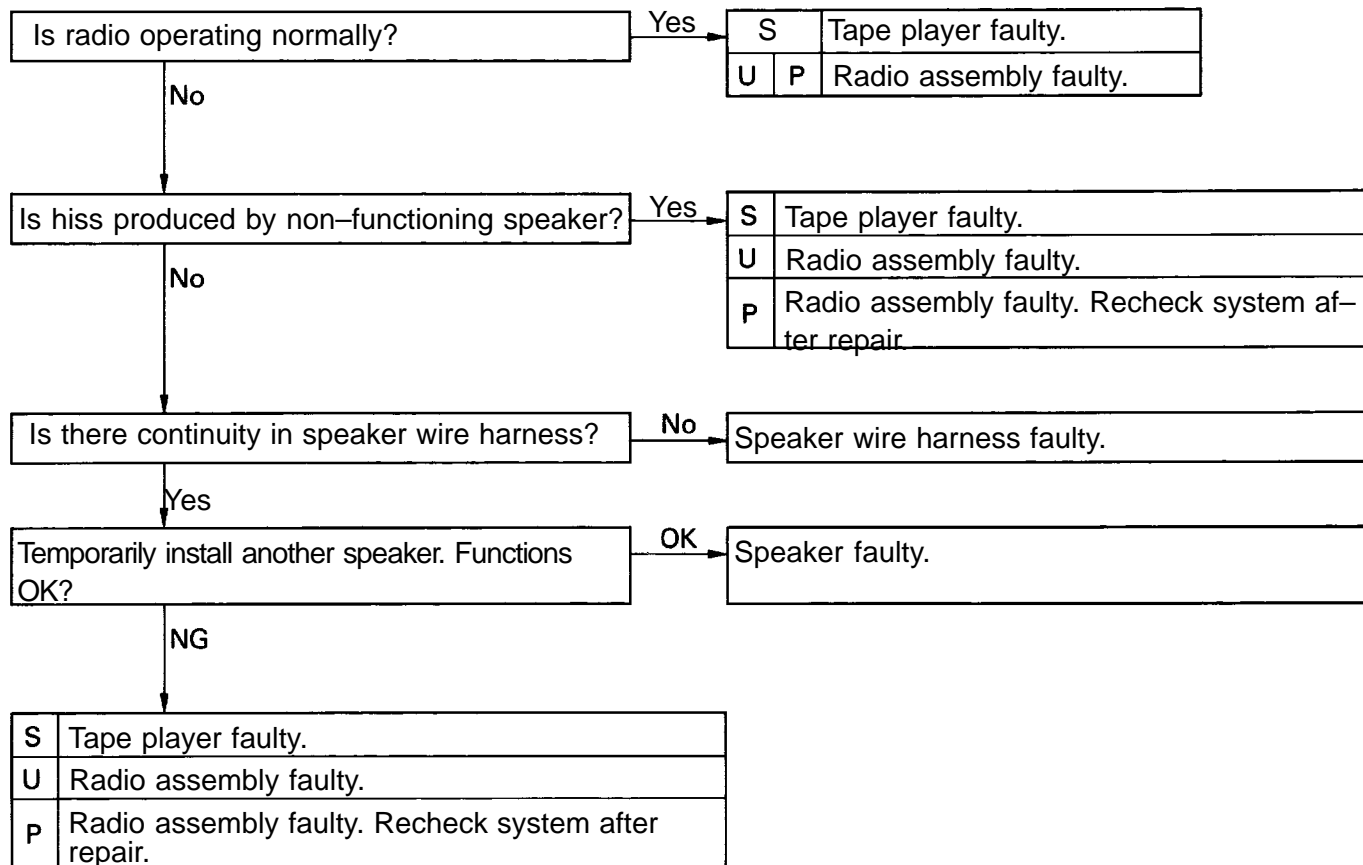 Is radio operating normally?
Yes
S Tape player faulty.
U P Radio assembly faulty.
No
Is hiss produced by non–functioning speaker?
Yes
S Tape player faulty.
U Radio assembly faulty.
P Radio assembly faulty. Recheck system af–
ter repair.
No
Is there continuity in speaker wire harness?
No
Speaker wire harness faulty.
Yes
Temporarily install another speaker. Functions
OK?
OK
Speaker faulty.
NG
S Tape player faulty.
U Radio assembly faulty.
P Radio assembly faulty. Recheck system after
repair.